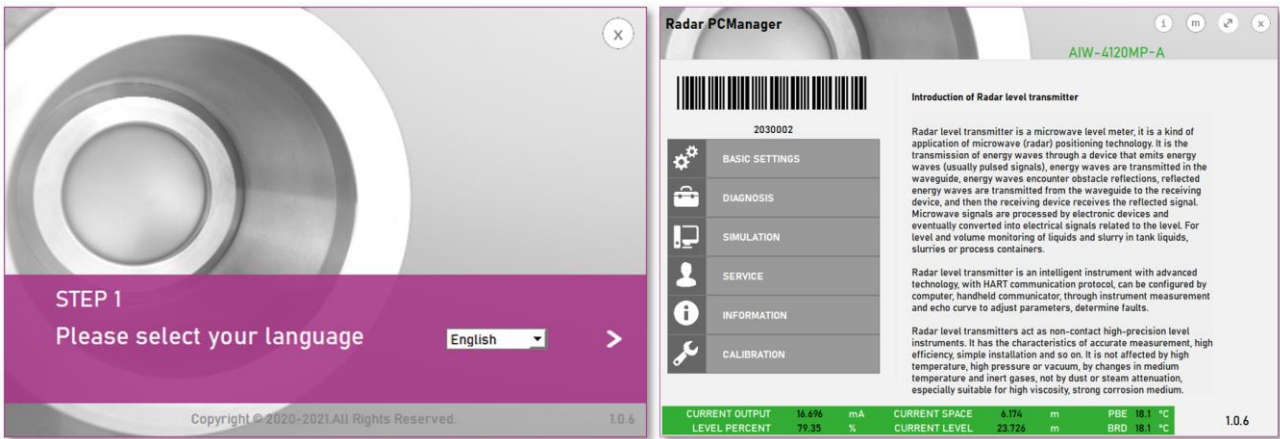 x
STEP 1
Please select your language
English
>
Copyright © 2020-2021.All Rights Reserved.
1.0.6
Radar PCManager
i
m
x
AIW-4120MP-A
2030002
BASIC SETTINGS
DIAGNOSIS
SIMULATION
SERVICE
INFORMATION
CALIBRATION
Introduction of Radar level transmitter
Radar level transmitter is a microwave level meter, it is a kind of
application of microwave (radar) positioning technology. It is the
transmission of energy waves through a device that emits energy
waves (usually pulsed signals), energy waves are transmitted in the
waveguide, energy waves encounter obstacle reflections, reflected
energy waves are transmitted from the waveguide to the receiving
device, and then the receiving device receives the reflected signal.
Microwave signals are processed by electronic devices and
eventually converted into electrical signals related to the level. For
level and volume monitoring of liquids and slurry in tank liquids,
slurries or process containers.
Radar level transmitter is an intelligent instrument with advanced
technology, with HART communication protocol, can be configured by
computer, handheld communicator, through instrument measurement
and echo curve to adjust parameters, determine faults.
Radar level transmitters act as non-contact high-precision level
instruments. It has the characteristics of accurate measurement, high
efficiency, simple installation and so on. It is not affected by high
temperature, high pressure or vacuum, by changes in medium
temperature and inert gases, not by dust or steam attenuation,
especially suitable for high viscosity, strong corrosion medium.
CURRENT OUTPUT 16.696 mA CURRENT SPACE 6.174 m PBE 18.1 °C
LEVEL PERCENT 79.35 % CURRENT LEVEL 23.726 m BRD 18.1 °C
1.0.6